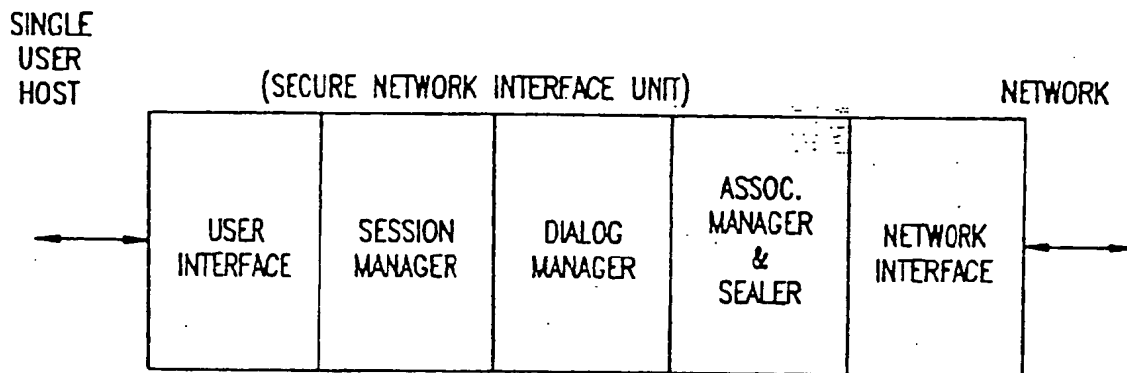 SINGLE
USER
HOST
(SECURE NETWORK INTERFACE UNIT)
NETWORK
USER
INTERFACE
SESSION
MANAGER
DIALOG
MANAGER
ASSOC.
MANAGER
&
SEALER
NETWORK
INTERFACE